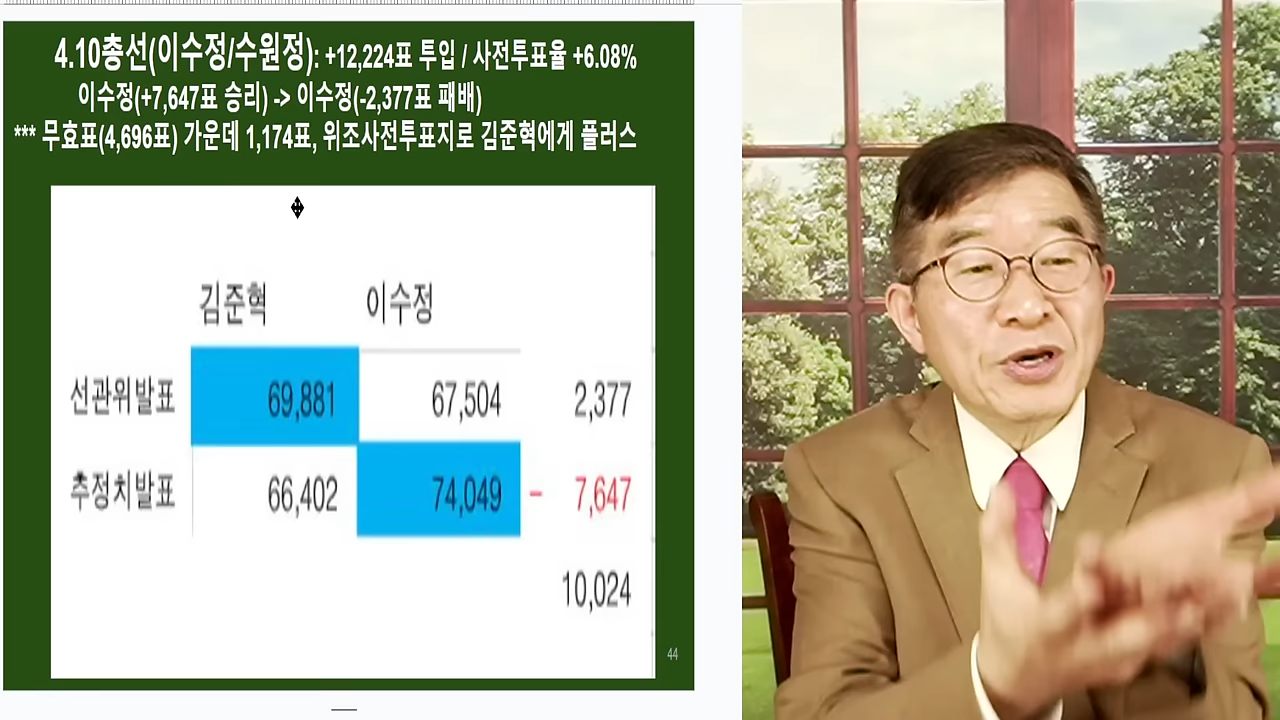 4.10총선(이수정/수원정): +12,224표 투입 / 사전투표율 +6.08%
이수정(+7,647표 승리) -> 이수정(-2,377표 패배)
*** 무효표(4,696표) 가운데 1,174표, 위조사전투표지로 김준혁에게 플러스
김준혁 이수정
선관위발표 69,881 67,504 2,377
추정치발표 66,402 74,049 - 7,647
10,024
44